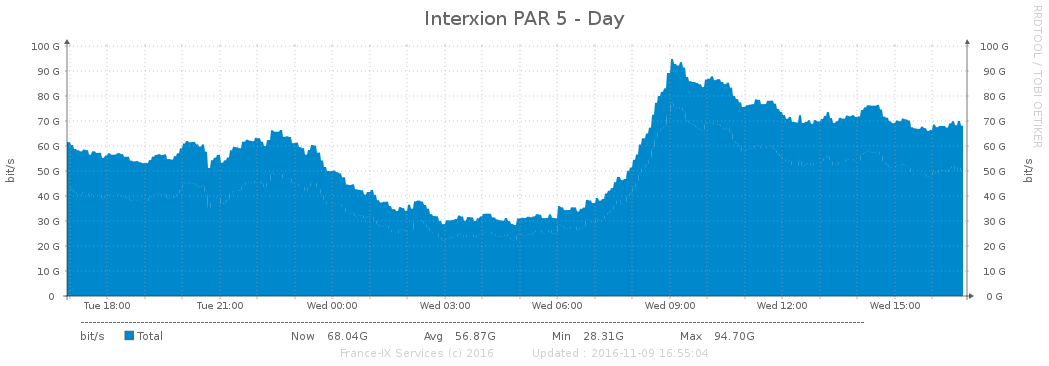 Interxion PAR 5 - Day
RRDTOOL / TOBI OETIKER
100 G 100 G
90 G 90 G
80 G 80 G
70 G 70 G
60 G 60 G
50 G 50 G
40 G 40 G
30 G 30 G
20 G 20 G
10 G 10 G
0 0 G
bit/s bit/s
Tue 18:00 Tue 21:00 Wed 00:00 Wed 03:00 Wed 06:00 Wed 09:00 Wed 12:00 Wed 15:00
bit/s Total Now 68.04G Avg 56.87G Min 28.31G Max 94.70G
France-IX Services (c) 2016 Updated : 2016-11-09 16:55:04